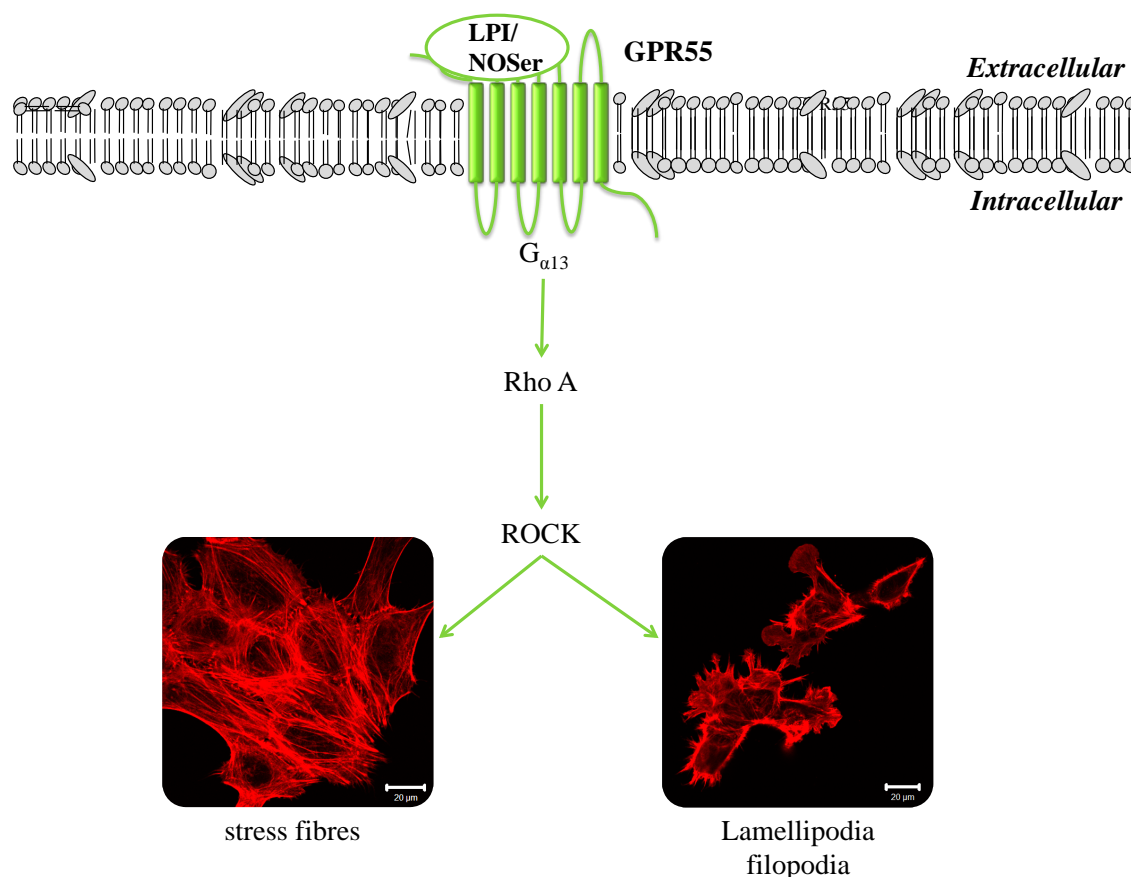 LPI/
NOSer
GPR55
Extracellular
Intracellular
Gα13
Rho A
ROCK
20 µm
20 µm
stress fibres
Lamellipodia
filopodia